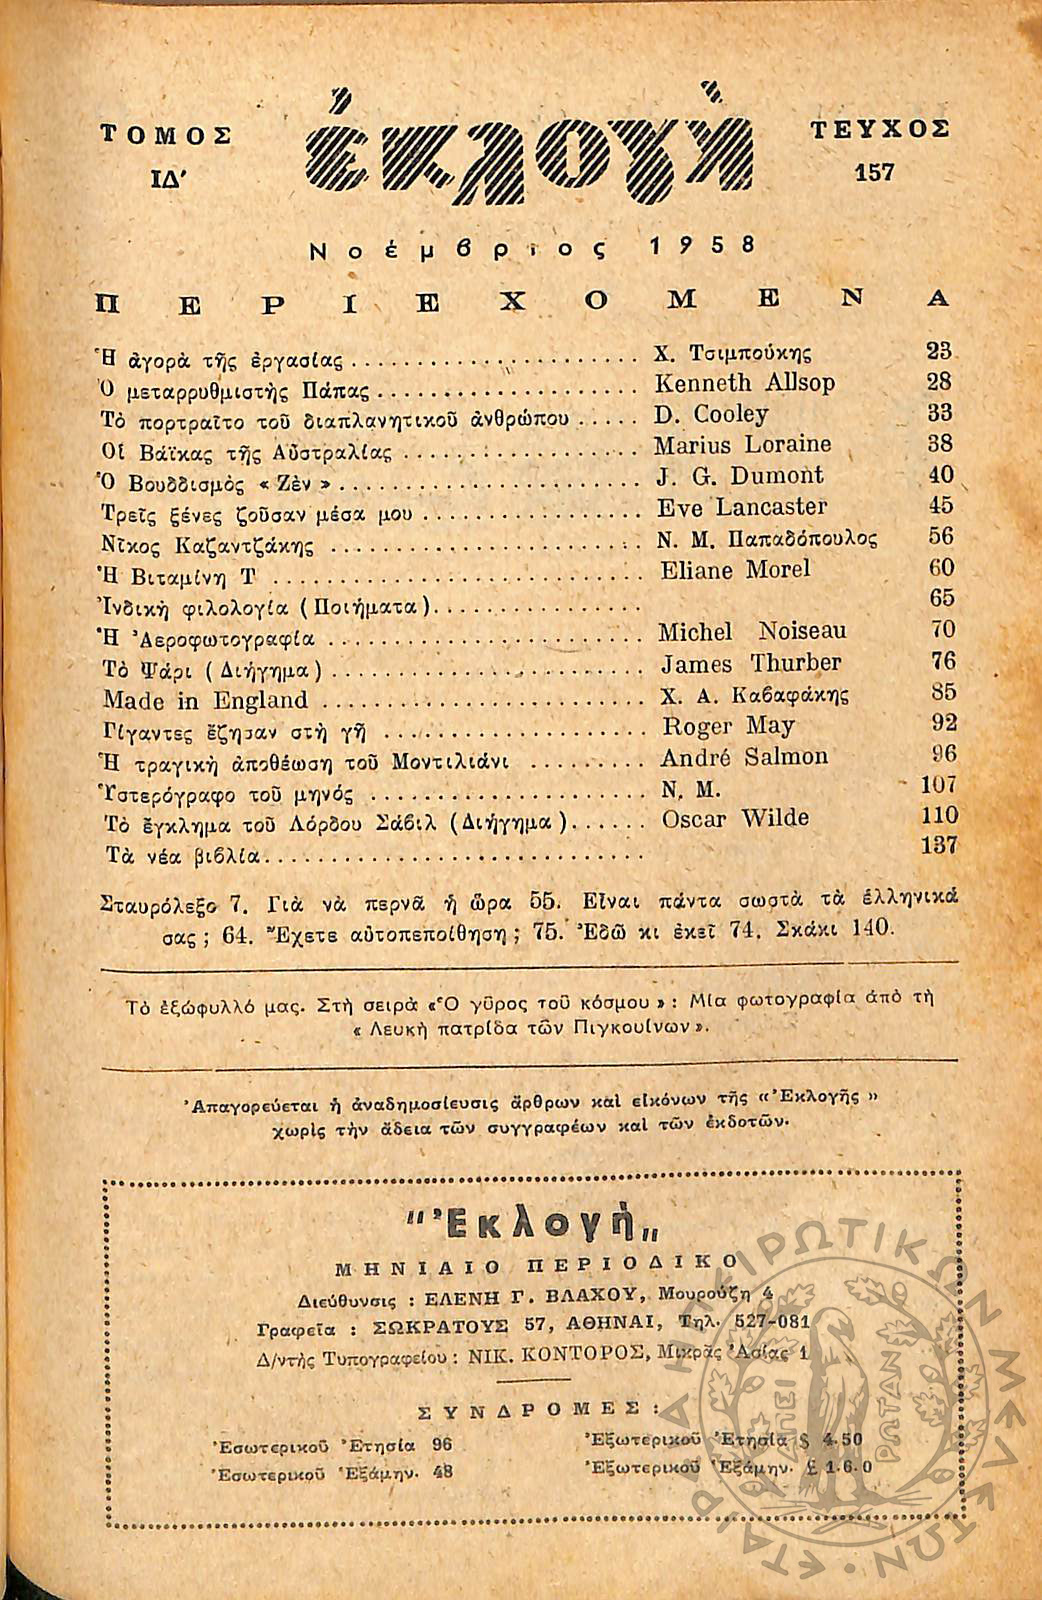 ΤΟΜΟΣ
ΙΔ′
ἐκλογὴ
ΤΕΥΧΟΣ
157
Νοέμβριος 1958
ΠΕΡΙΕΧΟΜΕΝΑ
Ἡ ἀγορὰ τῆς ἐργασίας ........................ Χ. Τσιμπούκης 23
Ὁ μεταρρυθμιστὴς Πάπας .................. Kenneth Allsop 28
Τὸ πορτραῖτο τοῦ διαπλανητικοῦ ἀνθρώπου ..... D. Cooley 33
Οἱ Βάϊκας τῆς Αὐστραλίας .................. Marius Loraine 38
Ὁ Βουδδισμὸς « Ζὲν » ....................... J. G. Dumont 40
Τρεῖς ξένες ζοῦσαν μέσα μου ................. Eve Lancaster 45
Νῖκος Καζαντζάκης ........................ Ν. Μ. Παπαδόπουλος 56
Ἡ Βιταμίνη Τ ............................ Eliane Morel 60
Ἰνδικὴ φιλολογία ( Ποιήματα ) ................ 65
Ἡ Ἀεροφωτογραφία ........................ Michel Noiseau 70
Τὸ Ψάρι ( Διήγημα ) ........................ James Thurber 76
Made in England ......................... Χ. Α. Καβαφάκης 85
Γίγαντες ἔζησαν στὴ γῆ .................... Roger May 92
Ἡ τραγικὴ ἀποθέωση τοῦ Μοντιλιάνι ......... André Salmon 96
Ὑστερόγραφο τοῦ μηνός ..................... Ν. Μ. 107
Τὸ ἔγκλημα τοῦ Λόρδου Σάβιλ ( Διήγημα ) ...... Oscar Wilde 110
Τὰ νέα βιβλία ............................. 137
Σταυρόλεξο 7. Γιὰ νὰ περνᾶ ἡ ὥρα 55. Εἶναι πάντα σωστὰ τὰ ἑλληνικά
σας ; 64. Ἔχετε αὐτοπεποίθηση ; 75. Ἐδῶ κι ἐκεῖ 74. Σκάκι 140.
Τὸ ἐξώφυλλό μας. Στὴ σειρὰ «Ὁ γῦρος τοῦ κόσμου » : Μία φωτογραφία ἀπὸ τὴ
« Λευκὴ πατρίδα τῶν Πιγκουίνων ».
Ἀπαγορεύεται ἡ ἀναδημοσίευσις ἄρθρων καὶ εἰκόνων τῆς «Ἐκλογῆς »
χωρὶς τὴν ἄδεια τῶν συγγραφέων καὶ τῶν ἐκδοτῶν.
"Ἐκλογὴ„
ΜΗΝΙΑΙΟ ΠΕΡΙΟΔΙΚΟ
Διεύθυνσις : ΕΛΕΝΗ Γ. ΒΛΑΧΟΥ, Μουρούζη 4
Γραφεῖα : ΣΩΚΡΑΤΟΥΣ 57, ΑΘΗΝΑΙ, Τηλ. 527-081
Δ/ντὴς Τυπογραφείου : ΝΙΚ. ΚΟΝΤΟΡΟΣ, Μικρᾶς Ἀσίας 1
ΣΥΝΔΡΟΜΕΣ :
Ἐσωτερικοῦ Ἐτησία 96 Ἐξωτερικοῦ Ἐτησία $ 4.50
Ἐσωτερικοῦ Ἑξάμην. 48 Ἐξωτερικοῦ Ἑξάμην. £ 1.6.0
ΕΤΑΙΡΕΙΑ ΗΠΕΙΡΩΤΙΚΩΝ ΜΕΛΕΤΩΝ
ΑΠΕΙ
ΡΩΤΑΝ